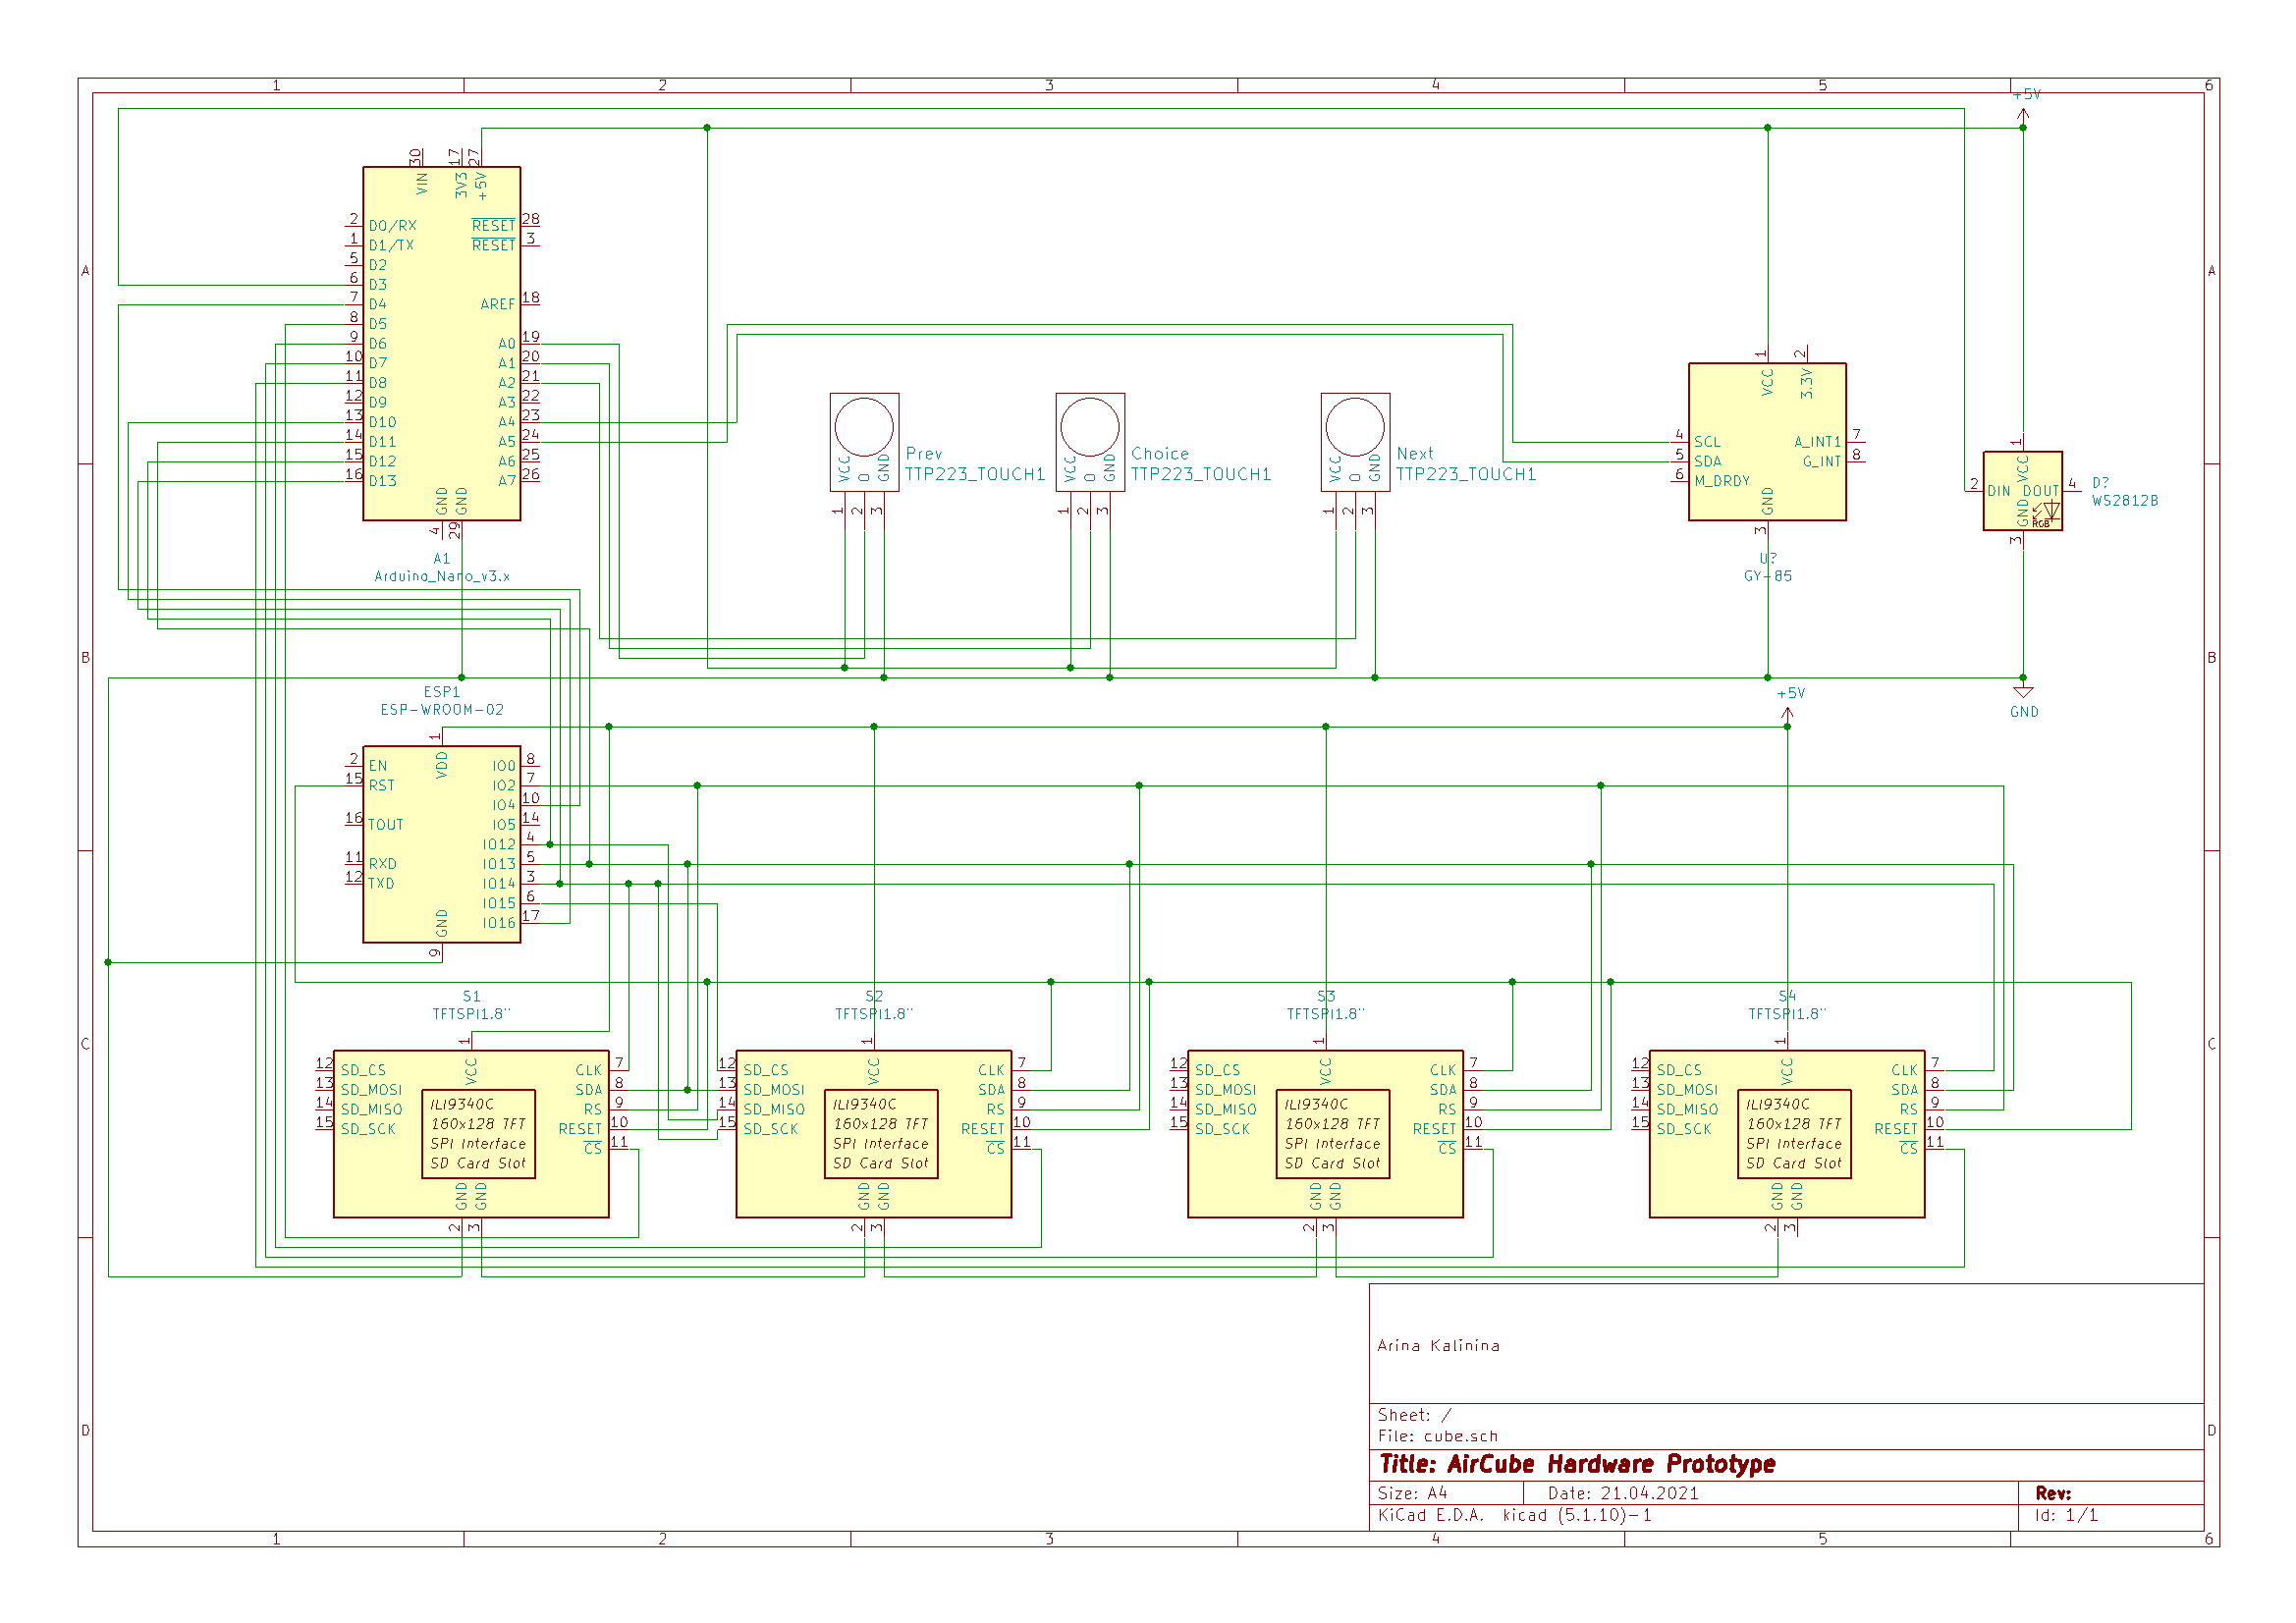 1 2 3 4 5 6
+5V
A A
30 17 27
VIN 3V3 +5V
2 D0/RX RESET 28
1 D1/TX RESET 3
5 D2
6 D3
7 D4 AREF 18
8 D5
9 D6 A0 19
10 D7 A1 20
11 D8 A2 21
12 D9 A3 22
13 D10 A4 23
14 D11 A5 24
15 D12 A6 25
16 D13 A7 26
GND GND
4 29
A1
Arduino_Nano_v3.x
Prev
TTP223_TOUCH1
VCC O GND
1 2 3
Choice
TTP223_TOUCH1
VCC O GND
1 2 3
Next
TTP223_TOUCH1
VCC O GND
1 2 3
1 2
VCC 3.3V
4 SCL A_INT1 7
5 SDA G_INT 8
6 M_DRDY
GND
3
U?
GY-85
1
VCC
2 DIN DOUT 4
GND RGB
3
D?
WS2812B
B B
GND
+5V
ESP1
ESP-WROOM-02
1
VDD
2 EN IO0 8
15 RST IO2 7
IO4 10
16 TOUT IO5 14
IO12 4
11 RXD IO13 5
12 TXD IO14 3
IO15 6
IO16 17
GND
9
C C
S1
TFTSPI1.8"
1
VCC
12 SD_CS CLK 7
13 SD_MOSI SDA 8
14 SD_MISO RS 9
15 SD_SCK RESET 10
CS 11
ILI9340C
160x128 TFT
SPI Interface
SD Card Slot
GND GND
2 3
S2
TFTSPI1.8"
1
VCC
12 SD_CS CLK 7
13 SD_MOSI SDA 8
14 SD_MISO RS 9
15 SD_SCK RESET 10
CS 11
ILI9340C
160x128 TFT
SPI Interface
SD Card Slot
GND GND
2 3
S3
TFTSPI1.8"
1
VCC
12 SD_CS CLK 7
13 SD_MOSI SDA 8
14 SD_MISO RS 9
15 SD_SCK RESET 10
CS 11
ILI9340C
160x128 TFT
SPI Interface
SD Card Slot
GND GND
2 3
S4
TFTSPI1.8"
1
VCC
12 SD_CS CLK 7
13 SD_MOSI SDA 8
14 SD_MISO RS 9
15 SD_SCK RESET 10
CS 11
ILI9340C
160x128 TFT
SPI Interface
SD Card Slot
GND GND
2 3
D D
Arina Kalinina
Sheet: /
File: cube.sch
Title: AirCube Hardware Prototype
Size: A4 Date: 21.04.2021 Rev:
KiCad E.D.A. kicad (5.1.10)-1 Id: 1/1
1 2 3 4 5 6